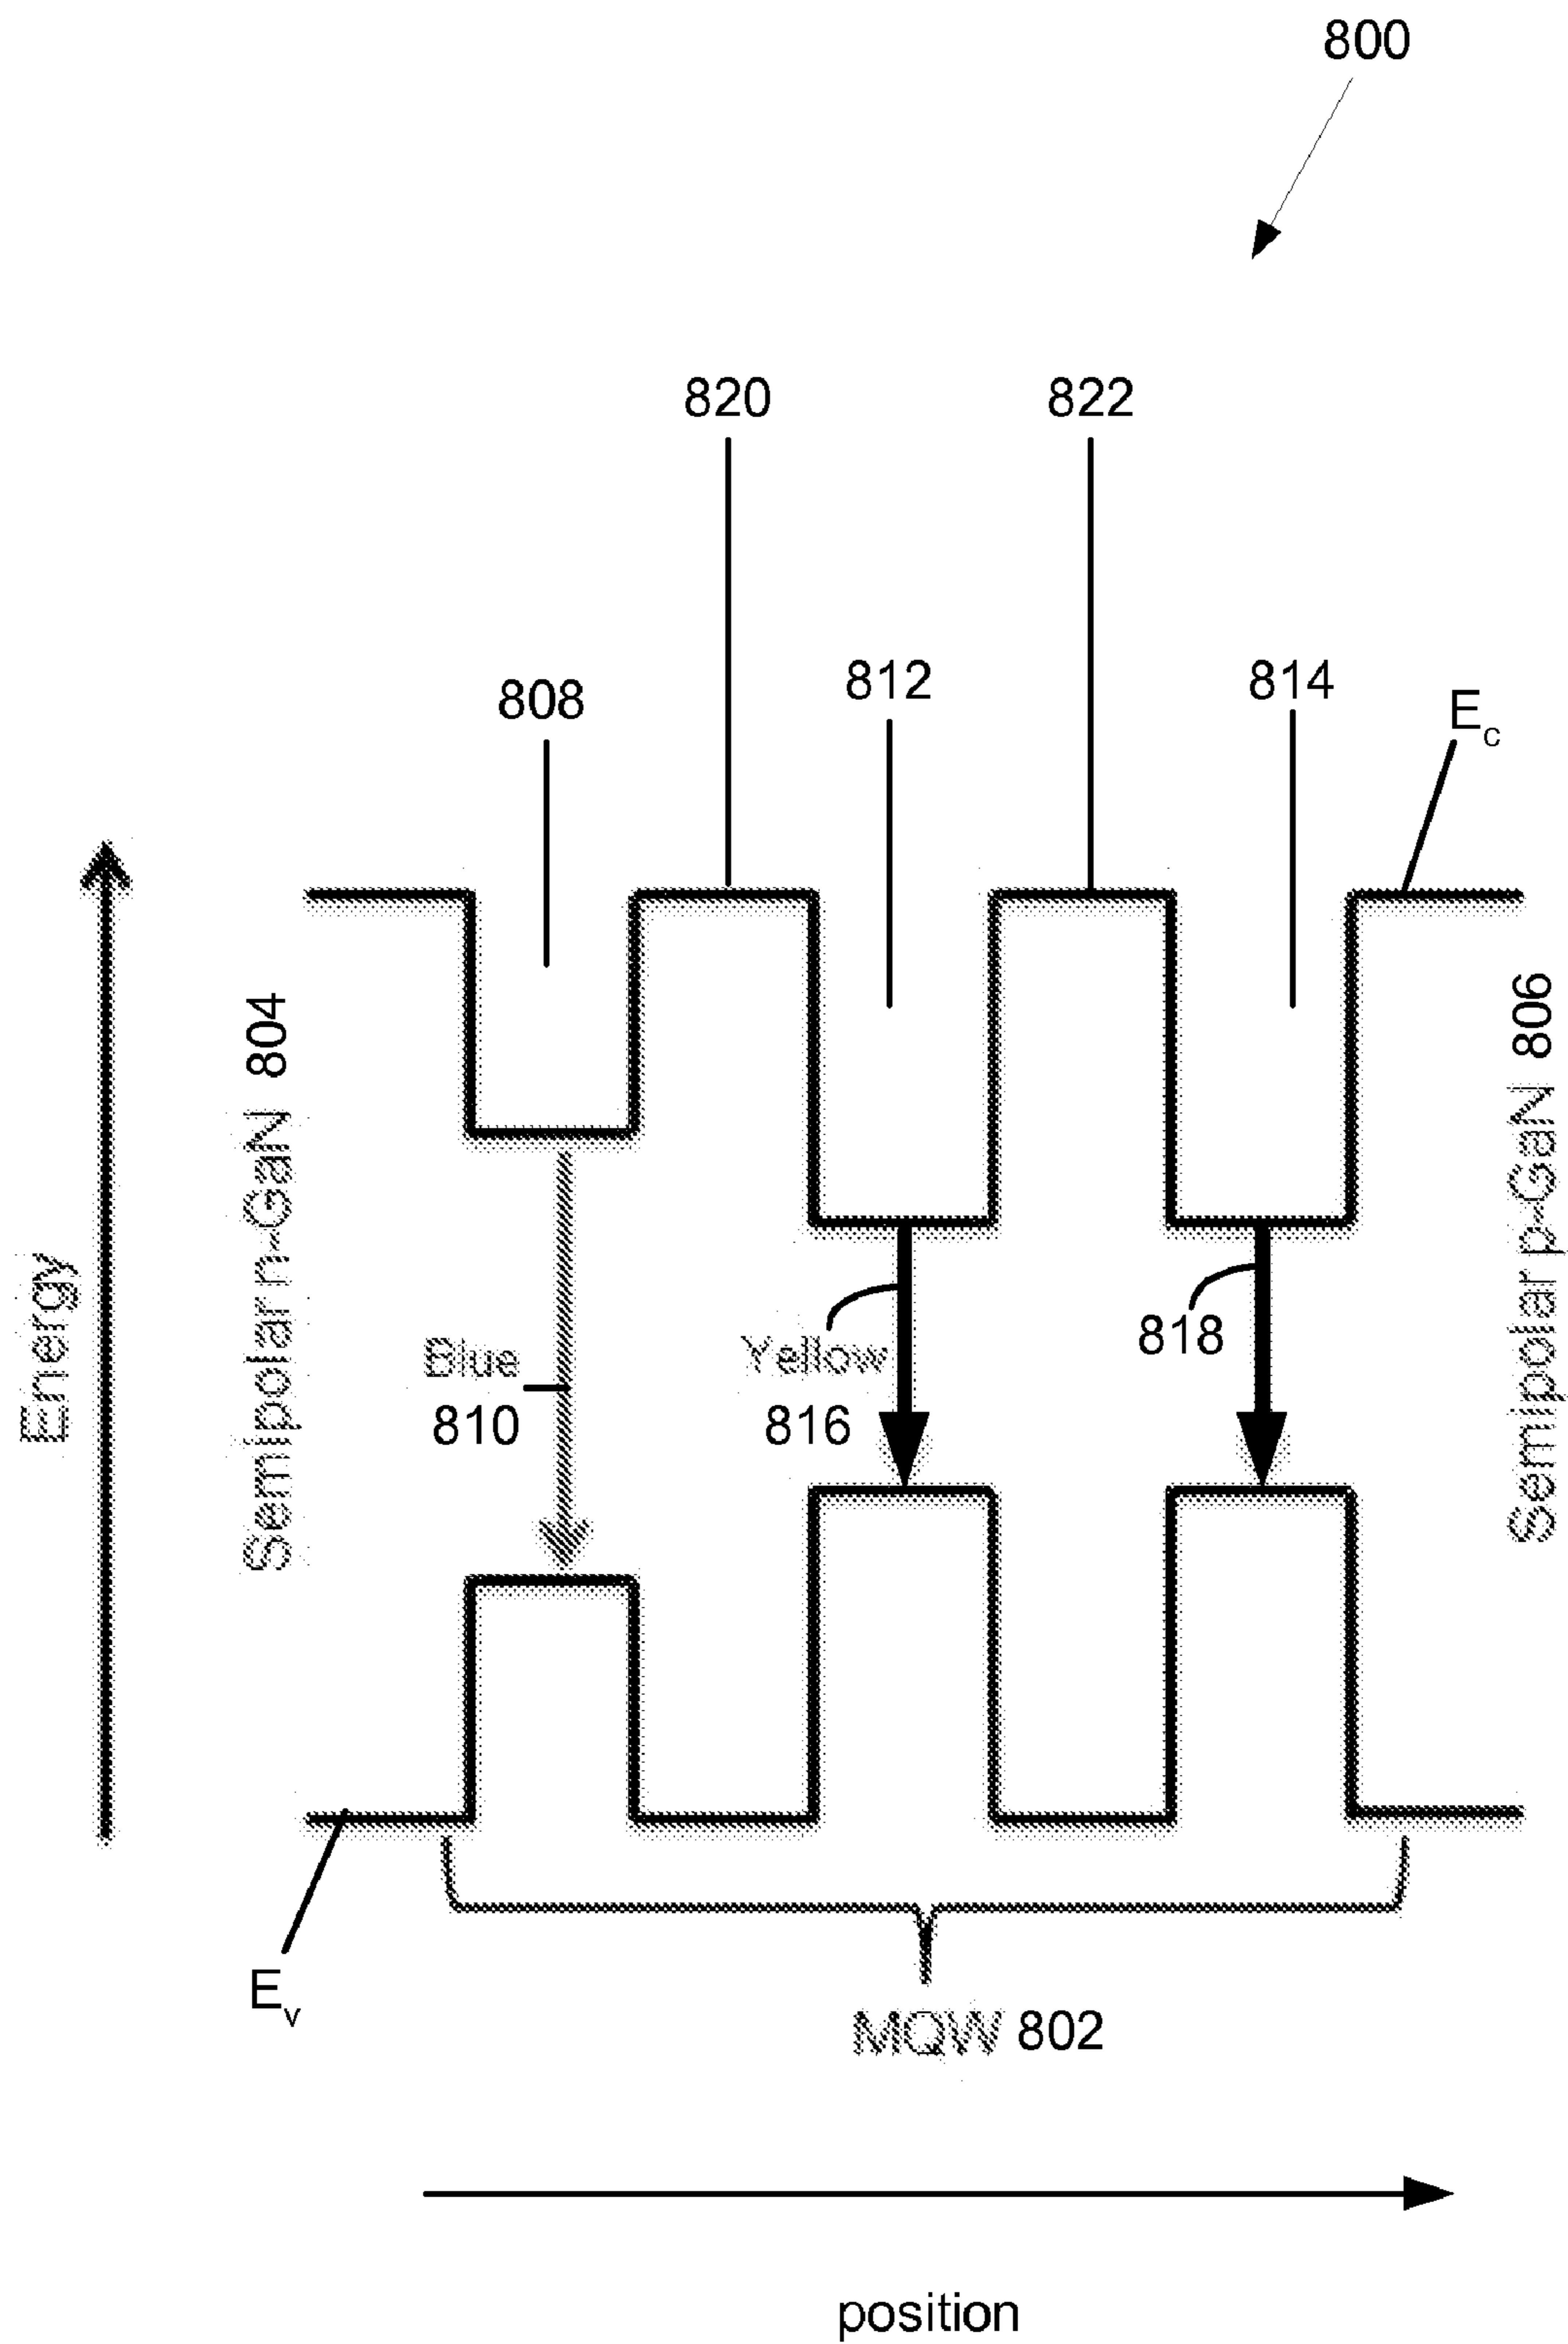 800
820
822
812
814
808
Ec
Energy
Semipolar n-GaN 804
Semipolar p-GaN 806
Blue
810
Yellow
816
818
Ev
MQW 802
position